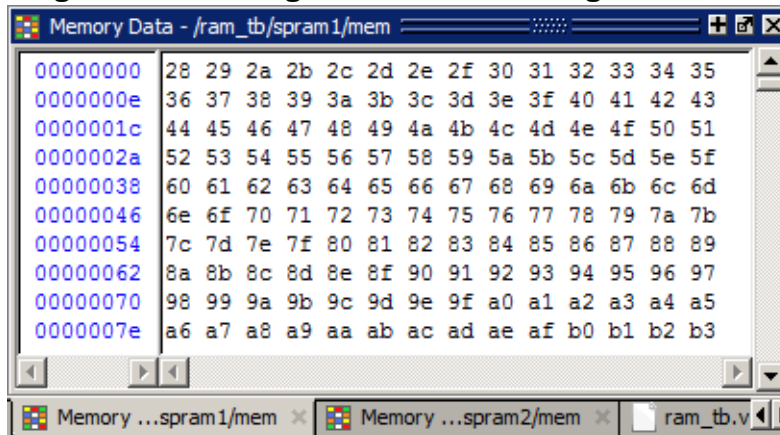 Memory Data - /ram_tb/spram1/mem
00000000 28 29 2a 2b 2c 2d 2e 2f 30 31 32 33 34 35
0000000e 36 37 38 39 3a 3b 3c 3d 3e 3f 40 41 42 43
0000001c 44 45 46 47 48 49 4a 4b 4c 4d 4e 4f 50 51
0000002a 52 53 54 55 56 57 58 59 5a 5b 5c 5d 5e 5f
00000038 60 61 62 63 64 65 66 67 68 69 6a 6b 6c 6d
00000046 6e 6f 70 71 72 73 74 75 76 77 78 79 7a 7b
00000054 7c 7d 7e 7f 80 81 82 83 84 85 86 87 88 89
00000062 8a 8b 8c 8d 8e 8f 90 91 92 93 94 95 96 97
00000070 98 99 9a 9b 9c 9d 9e 9f a0 a1 a2 a3 a4 a5
0000007e a6 a7 a8 a9 aa ab ac ad ae af b0 b1 b2 b3
Memory ...spram1/mem Memory ...spram2/mem ram_tb.v